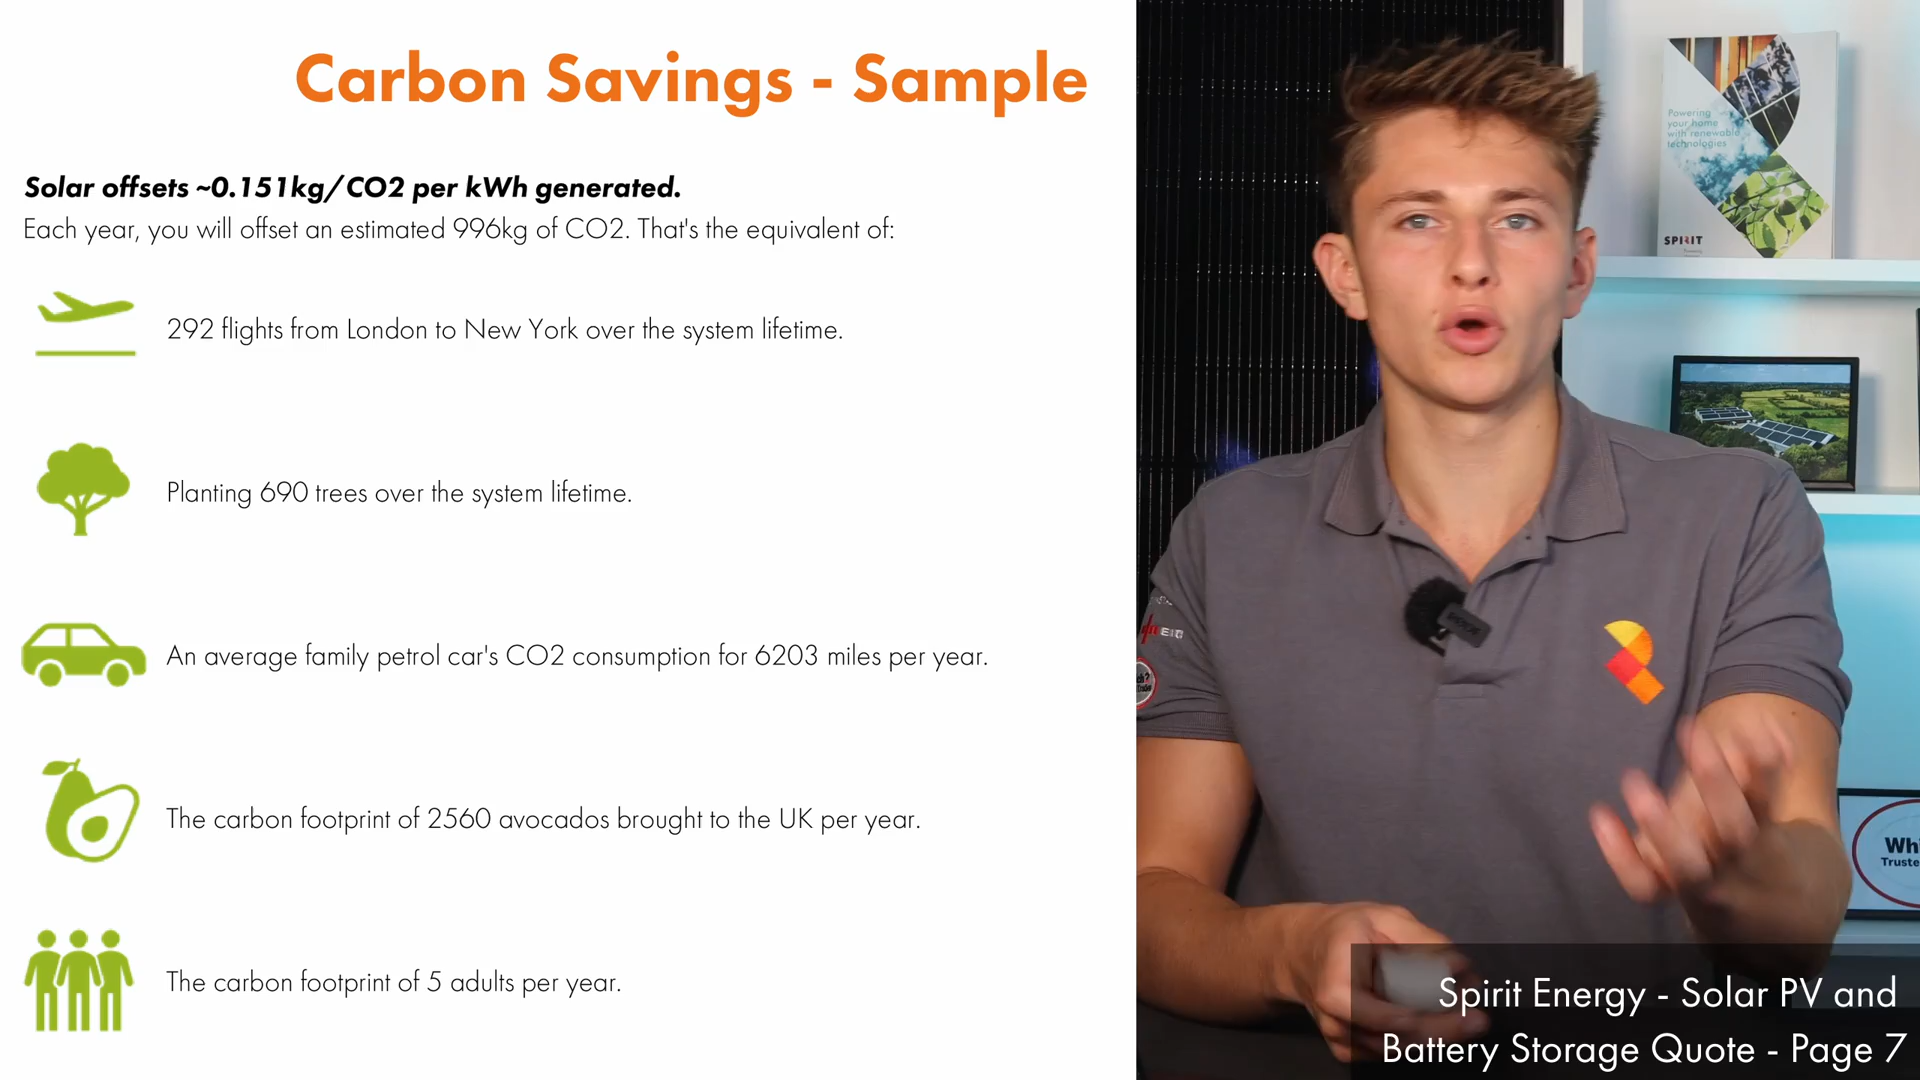 Carbon Savings - Sample
Solar offsets ~0.151kg/CO2 per kWh generated.
Each year, you will offset an estimated 996kg of CO2. That's the equivalent of:
292 flights from London to New York over the system lifetime.
Planting 690 trees over the system lifetime.
An average family petrol car's CO2 consumption for 6203 miles per year.
The carbon footprint of 2560 avocados brought to the UK per year.
The carbon footprint of 5 adults per year.
Powering
your home
with renewable
technologies
SPIRIT
Whi
Truste
Spirit Energy - Solar PV and
Battery Storage Quote - Page 7